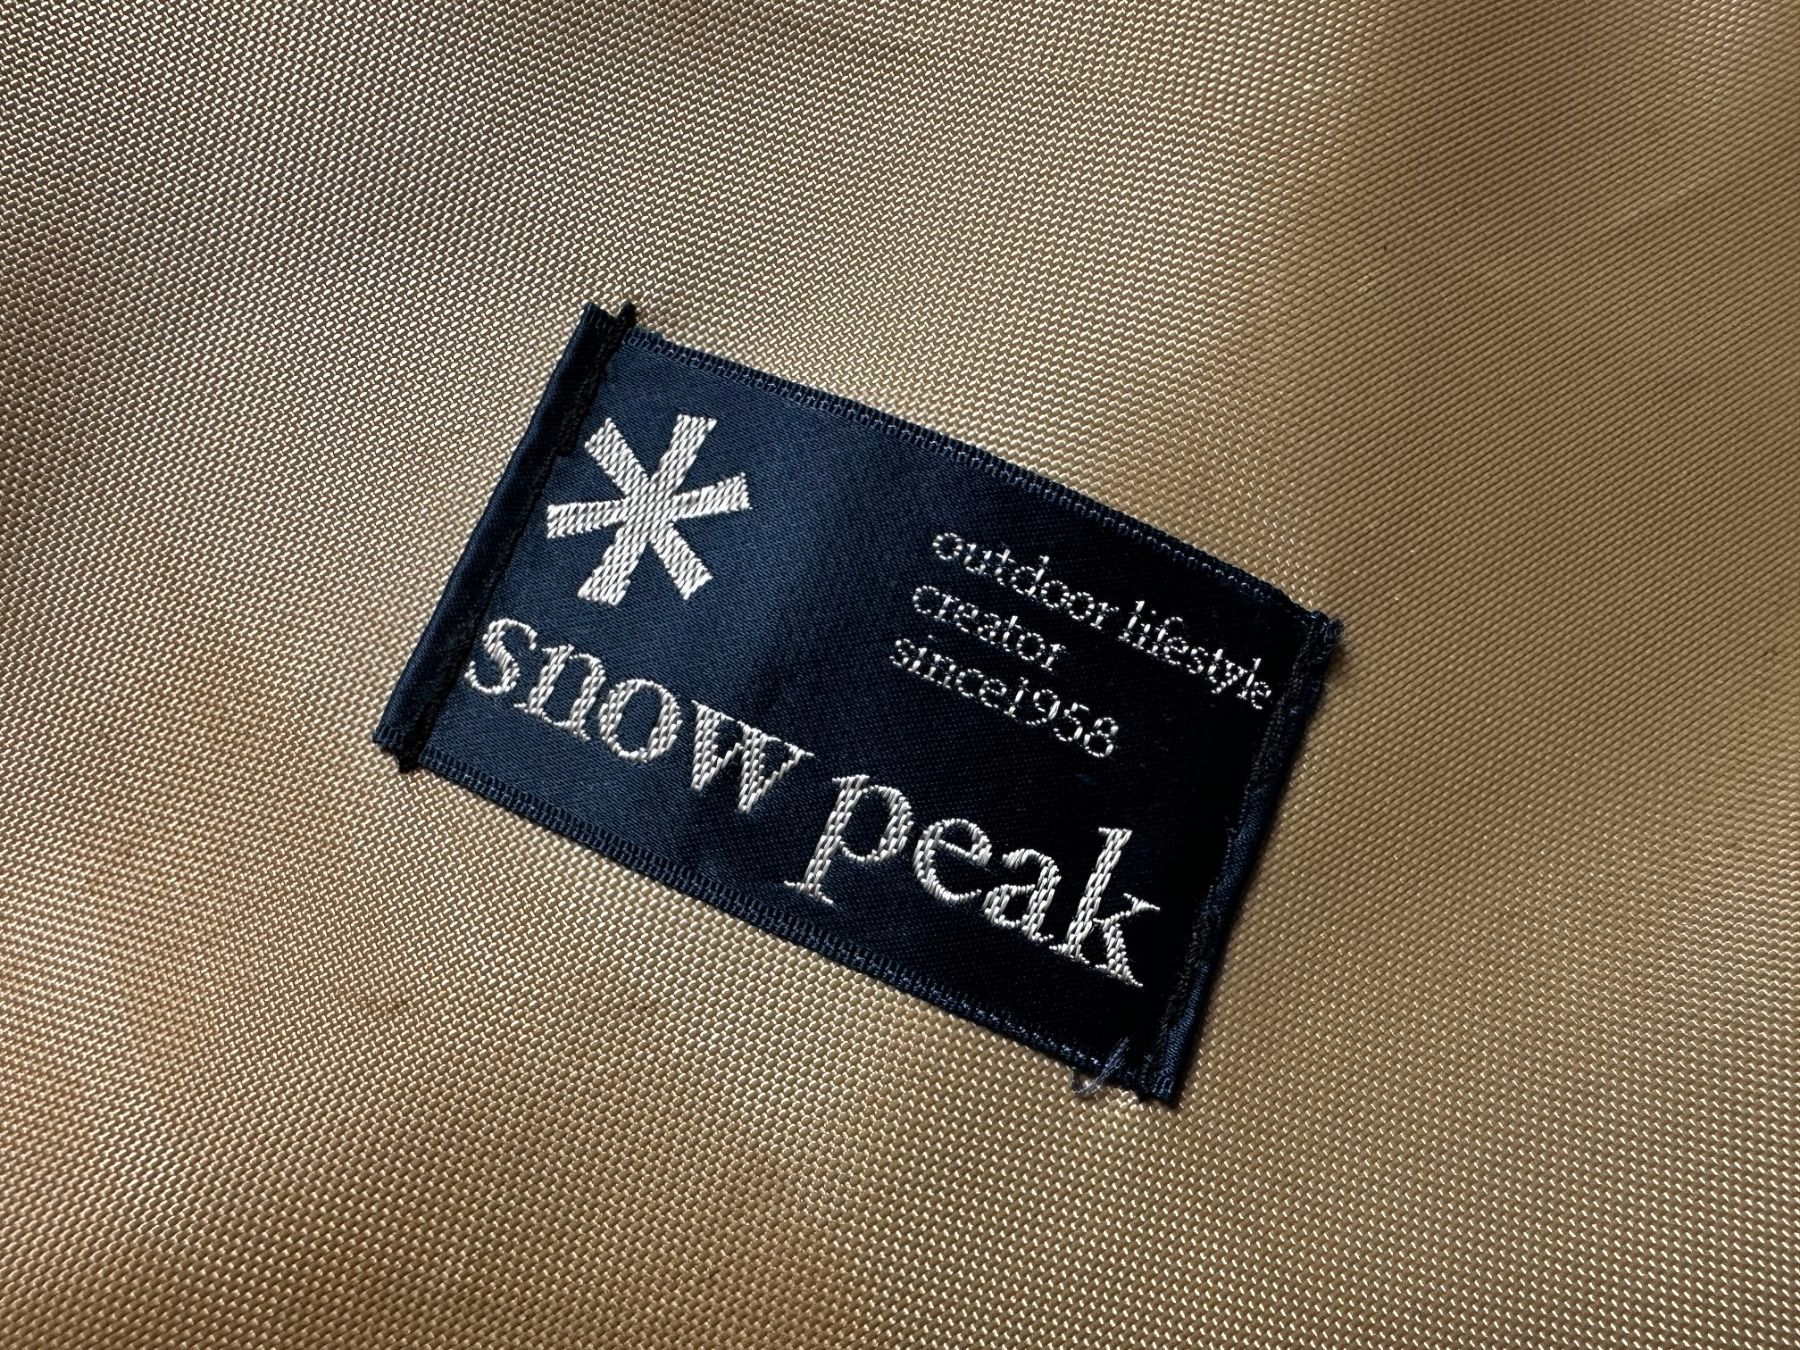 outdoor lifestyle
creator
since1958
snow peak